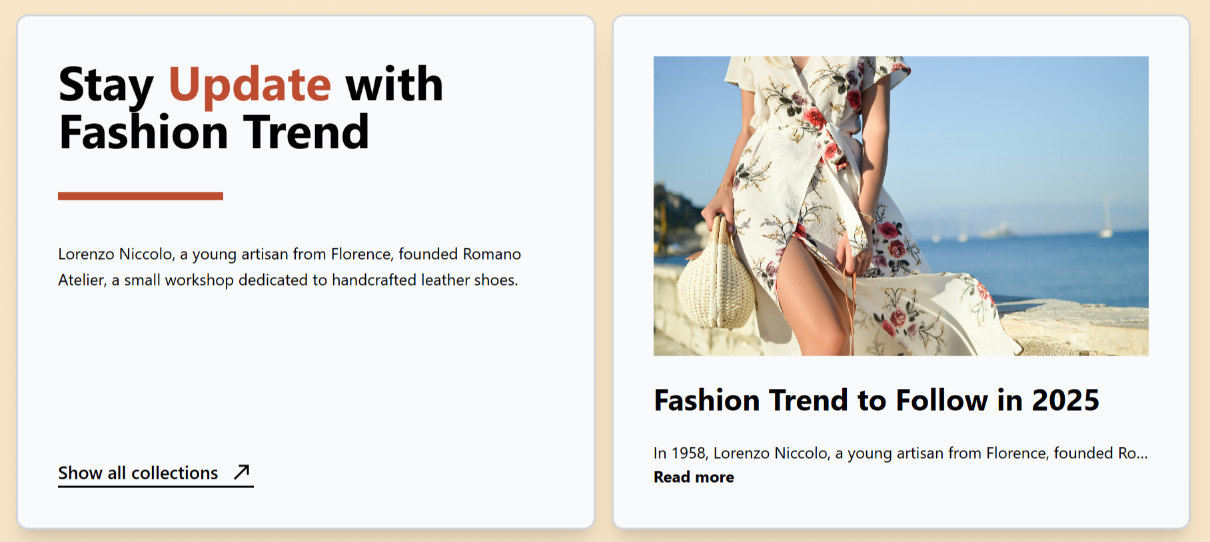 Stay Update with
Fashion Trend
Lorenzo Niccolo, a young artisan from Florence, founded Romano
Atelier, a small workshop dedicated to handcrafted leather shoes.
Show all collections
Fashion Trend to Follow in 2025
In 1958, Lorenzo Niccolo, a young artisan from Florence, founded Ro...
Read more